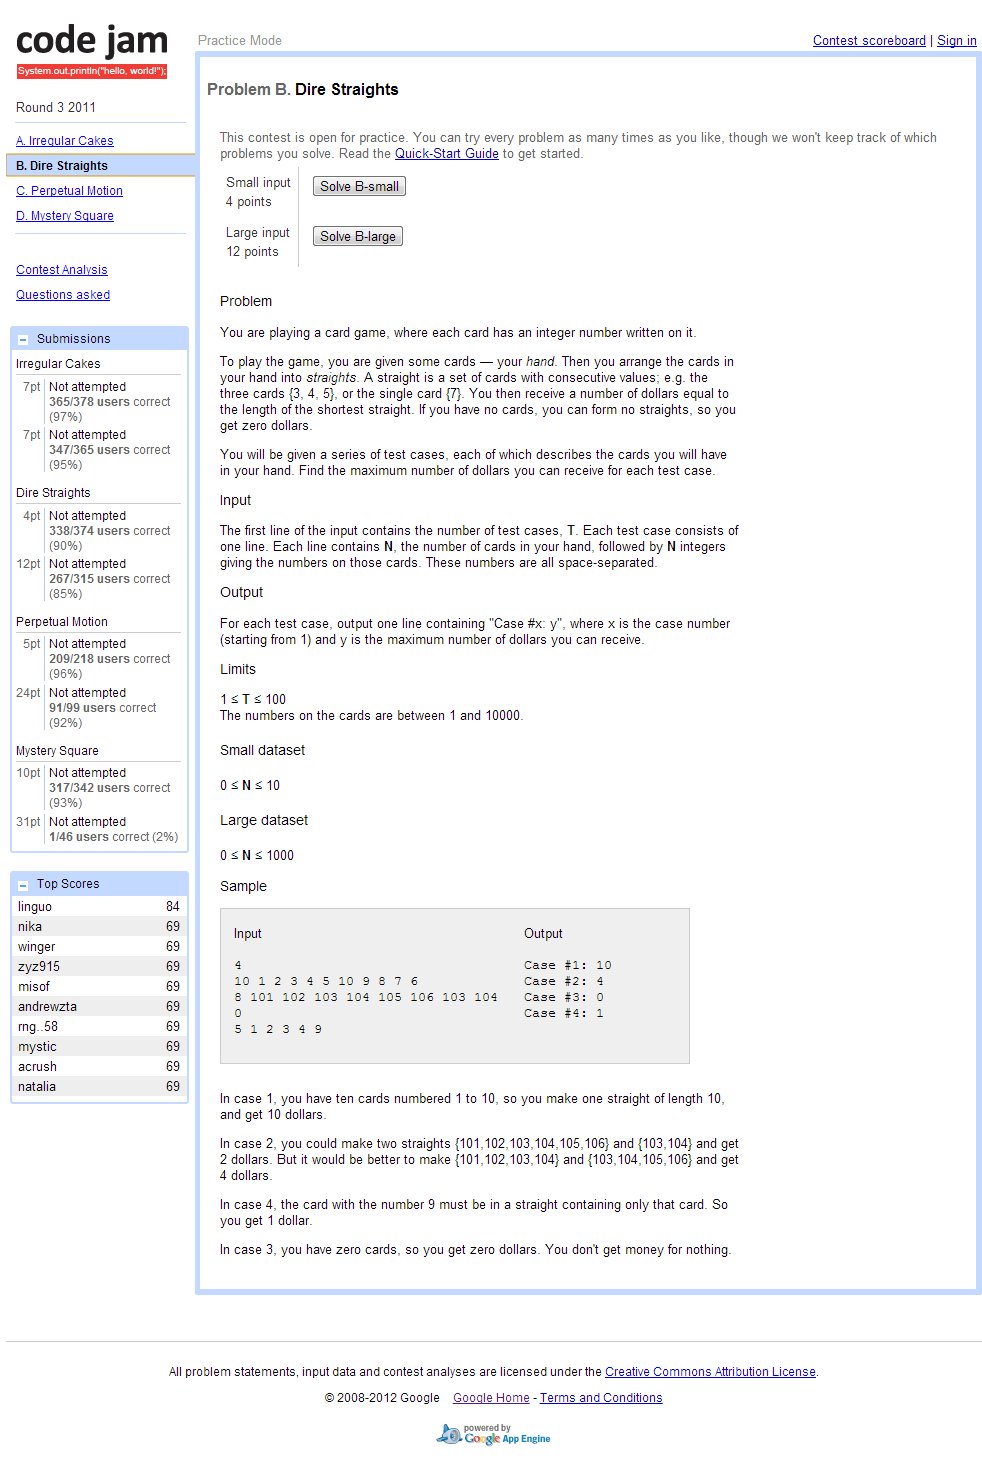 code jam
System.out.println("hello, world!");
Practice Mode
Contest scoreboard | Sign in
Round 3 2011
A. Irregular Cakes
B. Dire Straights
C. Perpetual Motion
D. Mystery Square
Contest Analysis
Questions asked
Submissions
Irregular Cakes
7pt Not attempted
365/378 users correct
(97%)
7pt Not attempted
347/365 users correct
(95%)
Dire Straights
4pt Not attempted
338/374 users correct
(90%)
12pt Not attempted
267/315 users correct
(85%)
Perpetual Motion
5pt Not attempted
209/218 users correct
(96%)
24pt Not attempted
91/99 users correct
(92%)
Mystery Square
10pt Not attempted
317/342 users correct
(93%)
31pt Not attempted
1/46 users correct (2%)
Top Scores
linguo 84
nika 69
winger 69
zyz915 69
misof 69
andrewzta 69
rng..58 69
mystic 69
acrush 69
natalia 69
Problem B. Dire Straights
This contest is open for practice. You can try every problem as many times as you like, though we won't keep track of which
problems you solve. Read the Quick-Start Guide to get started.
Small input
4 points
Solve B-small
Large input
12 points
Solve B-large
Problem
You are playing a card game, where each card has an integer number written on it.
To play the game, you are given some cards — your hand. Then you arrange the cards in
your hand into straights. A straight is a set of cards with consecutive values; e.g. the
three cards {3, 4, 5}, or the single card {7}. You then receive a number of dollars equal to
the length of the shortest straight. If you have no cards, you can form no straights, so you
get zero dollars.
You will be given a series of test cases, each of which describes the cards you will have
in your hand. Find the maximum number of dollars you can receive for each test case.
Input
The first line of the input contains the number of test cases, T. Each test case consists of
one line. Each line contains N, the number of cards in your hand, followed by N integers
giving the numbers on those cards. These numbers are all space-separated.
Output
For each test case, output one line containing "Case #x: y", where x is the case number
(starting from 1) and y is the maximum number of dollars you can receive.
Limits
1 ≤ T ≤ 100
The numbers on the cards are between 1 and 10000.
Small dataset
0 ≤ N ≤ 10
Large dataset
0 ≤ N ≤ 1000
Sample
Input
4
10 1 2 3 4 5 10 9 8 7 6
8 101 102 103 104 105 106 103 104
0
5 1 2 3 4 9
Output
Case #1: 10
Case #2: 4
Case #3: 0
Case #4: 1
In case 1, you have ten cards numbered 1 to 10, so you make one straight of length 10,
and get 10 dollars.
In case 2, you could make two straights {101,102,103,104,105,106} and {103,104} and get
2 dollars. But it would be better to make {101,102,103,104} and {103,104,105,106} and get
4 dollars.
In case 4, the card with the number 9 must be in a straight containing only that card. So
you get 1 dollar.
In case 3, you have zero cards, so you get zero dollars. You don't get money for nothing.
All problem statements, input data and contest analyses are licensed under the Creative Commons Attribution License.
© 2008-2012 Google Google Home - Terms and Conditions
powered by
Google App Engine